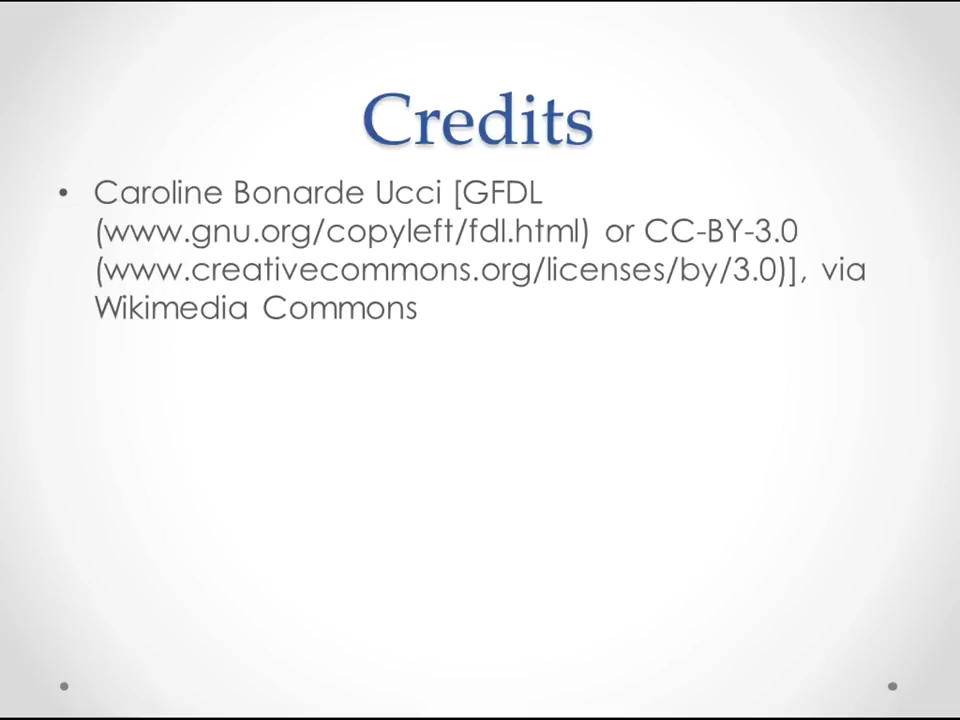 Credits
• Caroline Bonarde Ucci [GFDL
(www.gnu.org/copyleft/fdl.html) or CC-BY-3.0
(www.creativecommons.org/licenses/by/3.0)], via
Wikimedia Commons